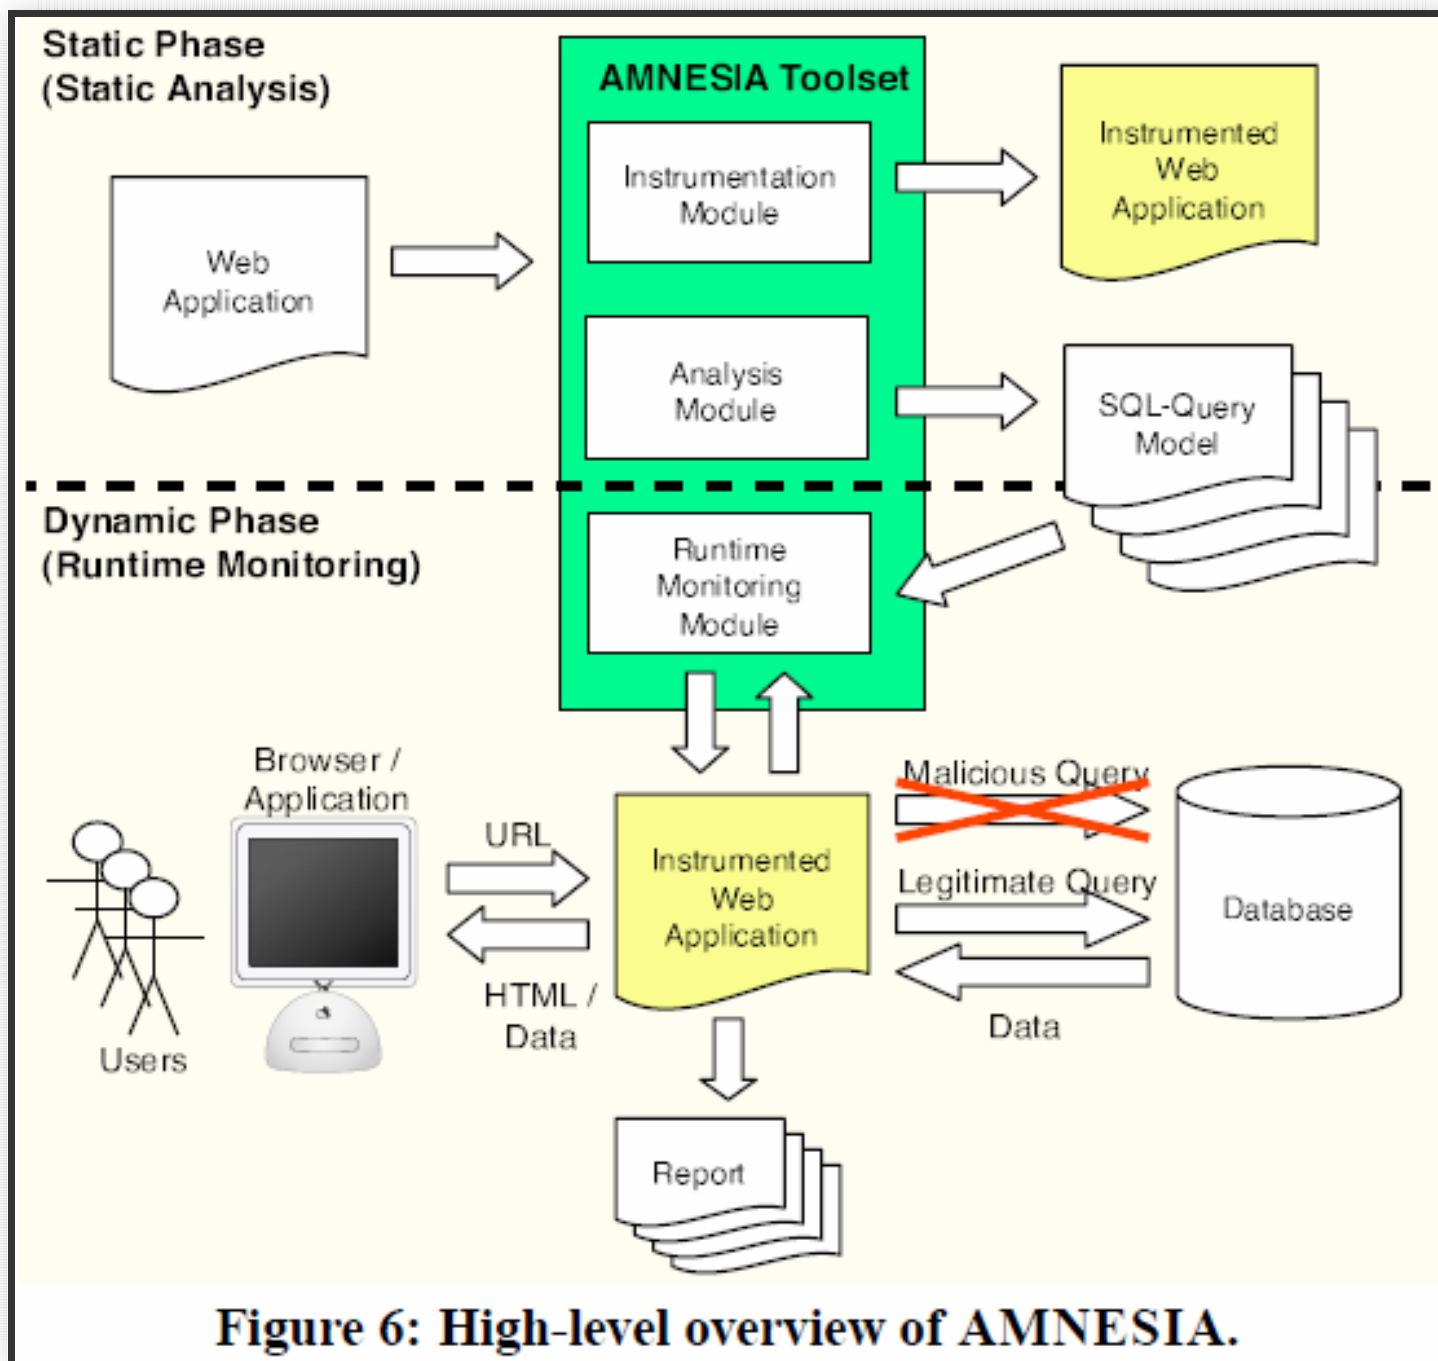 Static Phase
(Static Analysis)
AMNESIA Toolset
Instrumentation
Module
Instrumented
Web
Application
Web
Application
Analysis
Module
SQL-Query
Model
Dynamic Phase
(Runtime Monitoring)
Runtime
Monitoring
Module
Browser /
Application
Malicious Query
URL
Instrumented
Web
Application
Legitimate Query
Database
HTML /
Data
Data
Users
Report
Figure 6: High-level overview of AMNESIA.